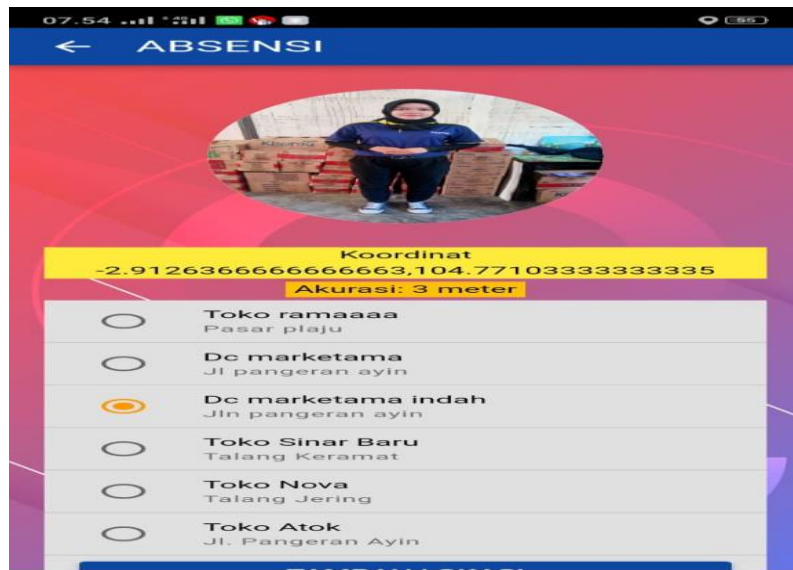 07.54
55
ABSENSI
Koordinat
-2.9126366666666663,104.77103333333335
Akurasi: 3 meter
Toko ramaaaa
Pasar plaju
Dc marketama
Jl pangeran ayin
Dc marketama indah
Jln pangeran ayin
Toko Sinar Baru
Talang Keramat
Toko Nova
Talang Jering
Toko Atok
Jl. Pangeran Ayin